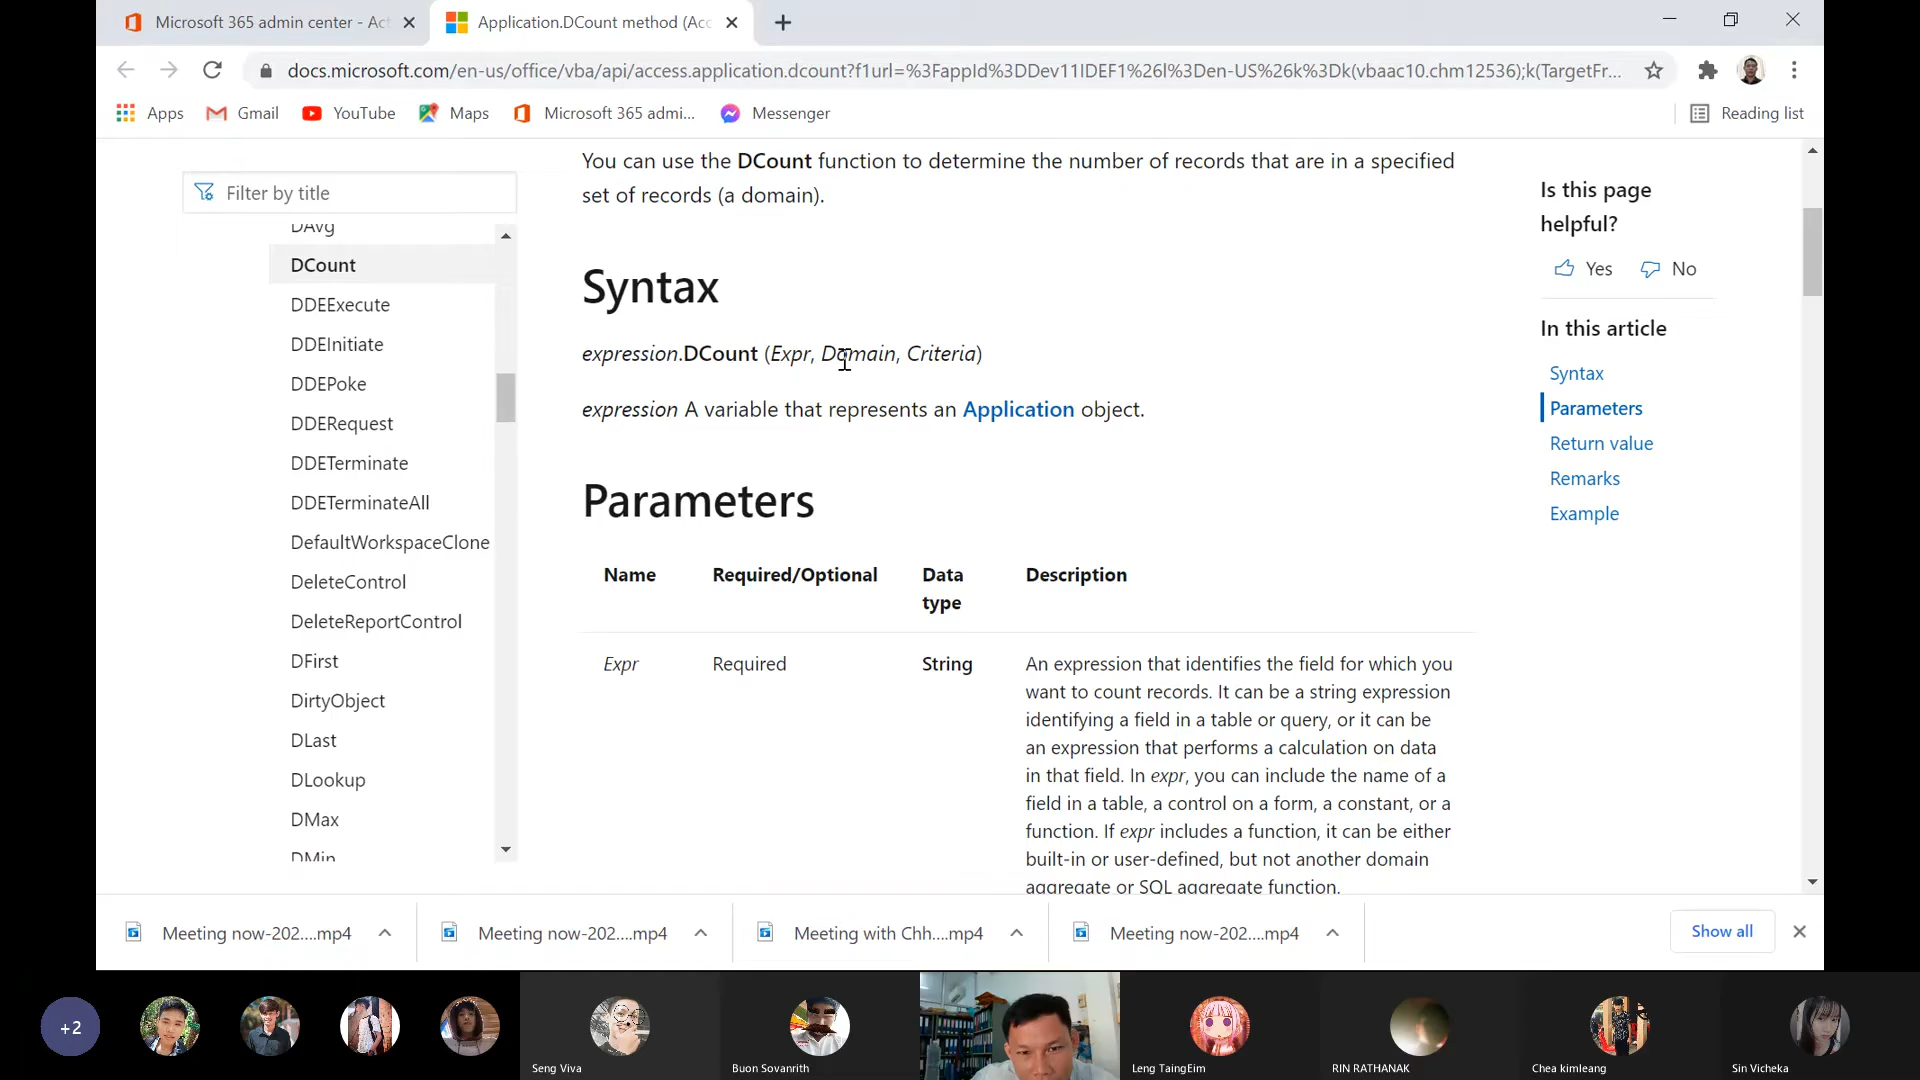 Microsoft 365 admin center - Act
Application.DCount method (Acc
docs.microsoft.com/en-us/office/vba/api/access.application.dcount?f1url=%3FappId%3DDev11IDEF1%26l%3Den-US%26k%3Dk(vbaac10.chm12536);k(TargetFr...
Apps
Gmail
YouTube
Maps
Microsoft 365 admi...
Messenger
Reading list
Filter by title
DAvg
DCount
DDEExecute
DDEInitiate
DDEPoke
DDERequest
DDETerminate
DDETerminateAll
DefaultWorkspaceClone
DeleteControl
DeleteReportControl
DFirst
DirtyObject
DLast
DLookup
DMax
DMin
You can use the DCount function to determine the number of records that are in a specified
set of records (a domain).
Syntax
expression.DCount (Expr, Domain, Criteria)
expression A variable that represents an Application object.
Parameters
Name Required/Optional Data type Description
Expr Required String An expression that identifies the field for which you
want to count records. It can be a string expression
identifying a field in a table or query, or it can be
an expression that performs a calculation on data
in that field. In expr, you can include the name of a
field in a table, a control on a form, a constant, or a
function. If expr includes a function, it can be either
built-in or user-defined, but not another domain
aggregate or SQL aggregate function.
Is this page
helpful?
Yes No
In this article
Syntax
Parameters
Return value
Remarks
Example
Meeting now-202....mp4
Meeting now-202....mp4
Meeting with Chh....mp4
Meeting now-202....mp4
Show all
+2
Seng Viva
Buon Sovanrith
Leng TaingEim
RIN RATHANAK
Chea kimleang
Sin Vicheka